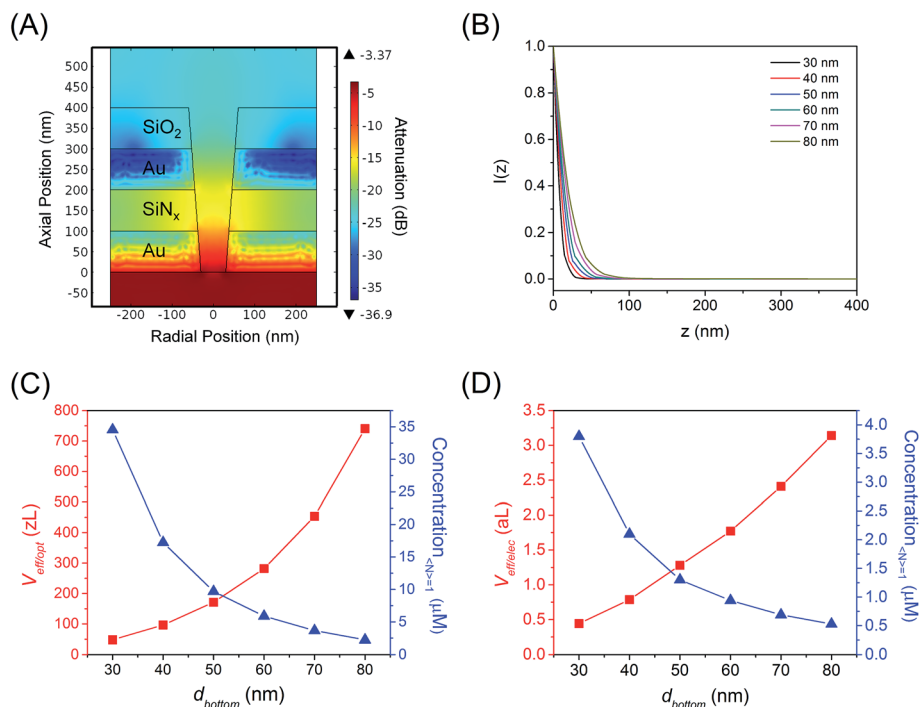 (A)
(B)
(C)
(D)
Axial Position (nm)
500
450
400
350
300
250
200
150
100
50
0
-50
SiO2
Au
SiNx
Au
-200 -100 0 100 200
Radial Position (nm)
-3.37
-5
-10
-15
-20
-25
-30
-35
-36.9
Attenuation (dB)
I(z)
1.0
0.8
0.6
0.4
0.2
0.0
30 nm
40 nm
50 nm
60 nm
70 nm
80 nm
0 100 200 300 400
z (nm)
Veff/opt (zL)
800
700
600
500
400
300
200
100
0
30 40 50 60 70 80
dbottom (nm)
35
30
25
20
15
10
5
0
Concentration<N>=1 (μM)
Veff/elec (aL)
3.5
3.0
2.5
2.0
1.5
1.0
0.5
0.0
30 40 50 60 70 80
dbottom (nm)
4.0
3.5
3.0
2.5
2.0
1.5
1.0
0.5
0.0
Concentration<N>=1 (μM)